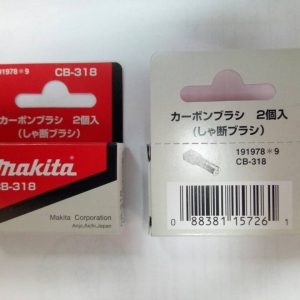 191978*9 CB-318
カーボンブラシ 2個入
(しゃ断ブラシ)
makita
CB-318
Makita Corporation
Anjo,Aichi,Japan
カーボンブラシ 2個入
(しゃ断ブラシ)
191978*9
CB-318
0 88381 15726 1